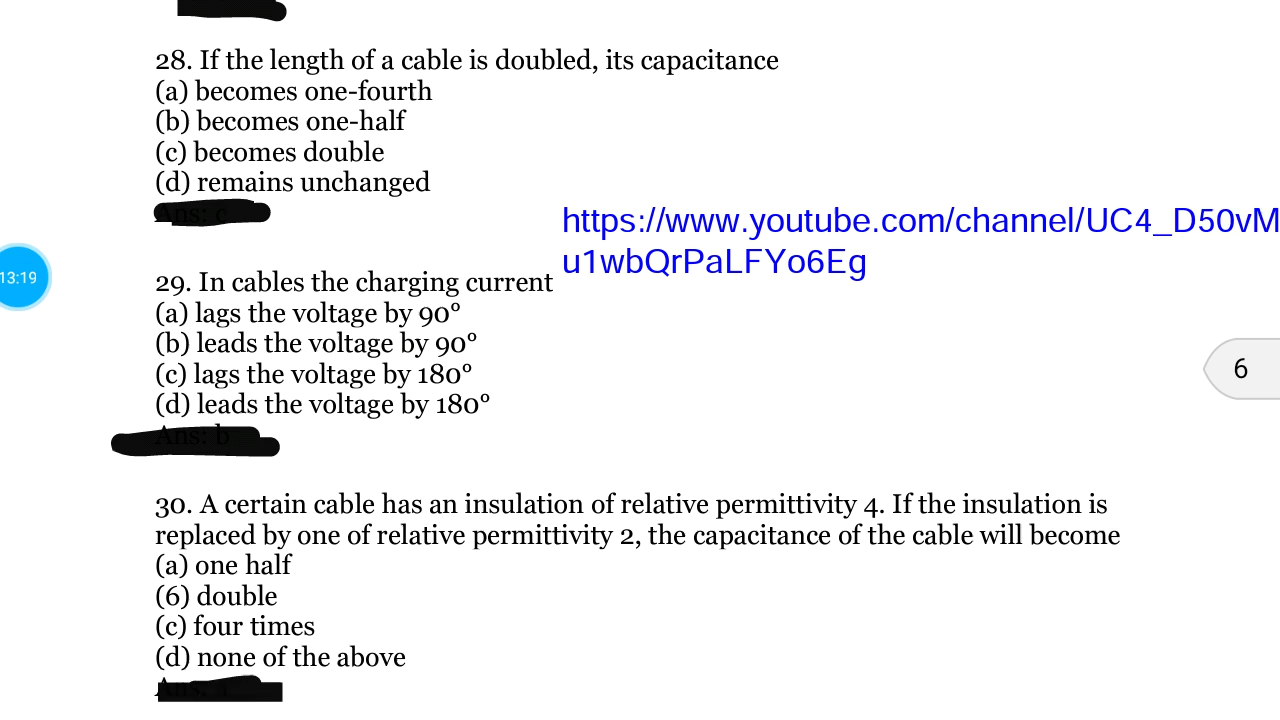 28. If the length of a cable is doubled, its capacitance
(a) becomes one-fourth
(b) becomes one-half
(c) becomes double
(d) remains unchanged
Ans: c
https://www.youtube.com/channel/UC4_D50vM
u1wbQrPaLFYo6Eg
13:19
29. In cables the charging current
(a) lags the voltage by 90°
(b) leads the voltage by 90°
(c) lags the voltage by 180°
(d) leads the voltage by 180°
Ans: b
6
30. A certain cable has an insulation of relative permittivity 4. If the insulation is
replaced by one of relative permittivity 2, the capacitance of the cable will become
(a) one half
(6) double
(c) four times
(d) none of the above